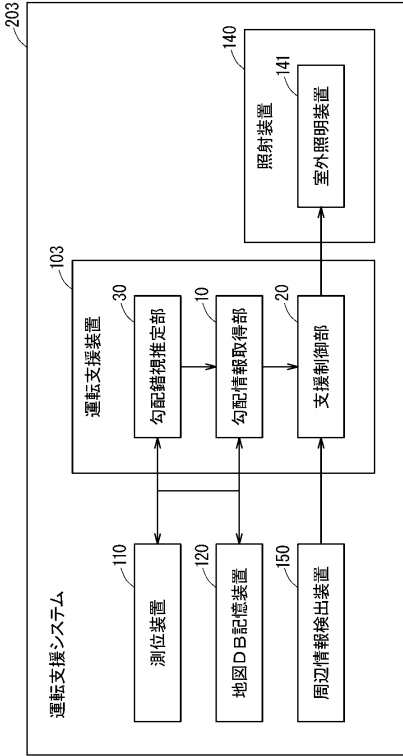 203
運転支援システム
110
測位装置
120
地図DB記憶装置
150
周辺情報検出装置
103
運転支援装置
30
勾配錯視推定部
10
勾配情報取得部
20
支援制御部
140
照射装置
141
室外照明装置